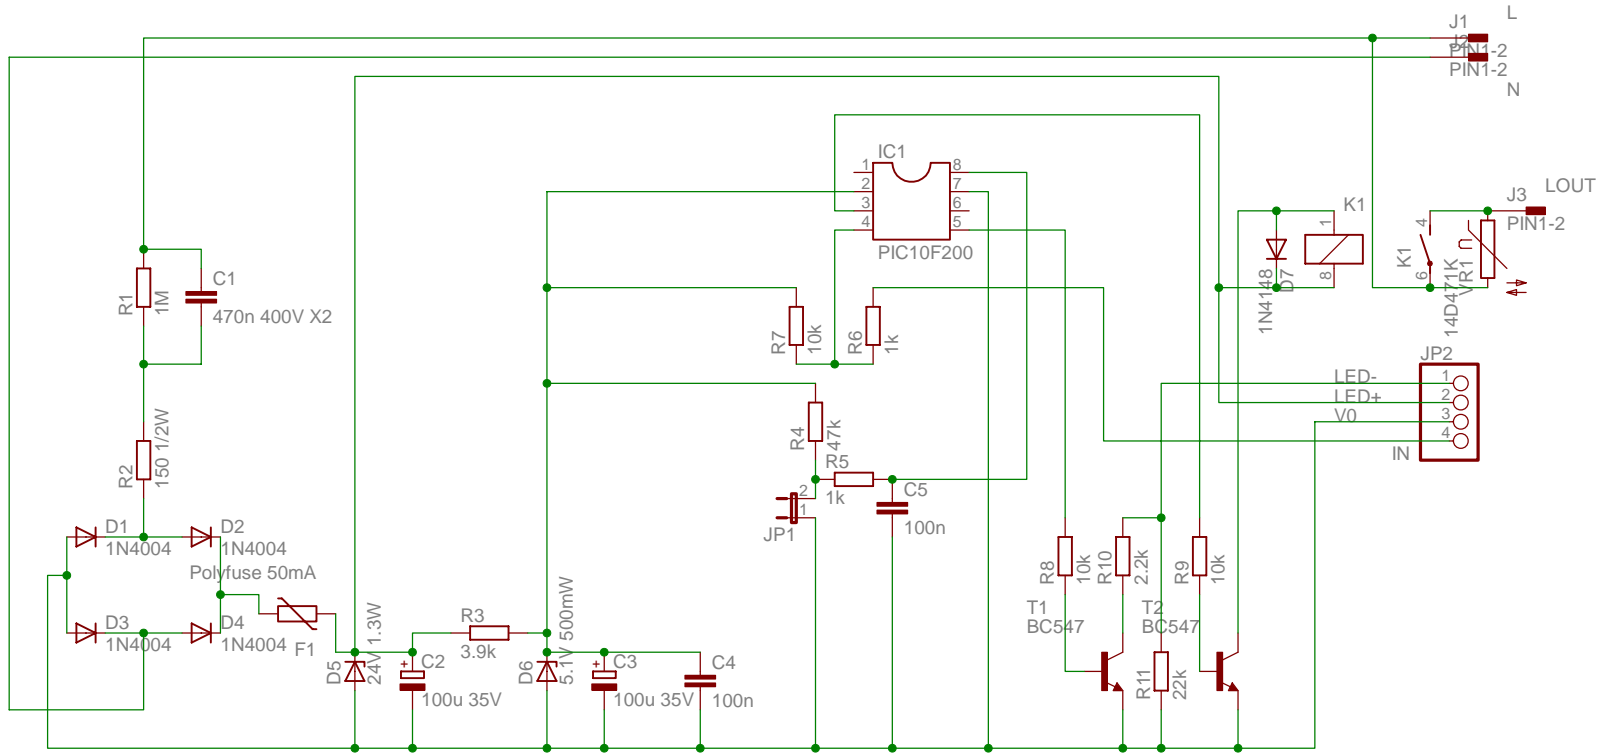 L
J1
J2
PIN1-2
PIN1-2
N
IC1
1
2
3
4
8
7
6
5
PIC10F200
K1
1
8
J3
LOUT
PIN1-2
4
6
K1
U
14D471K
VR1
1N4148
D7
R1
1M
C1
470n 400V X2
R7
10k
R6
1k
JP2
LED-
1
LED+
2
V0
3
4
IN
R2
150 1/2W
R4
47k
R5
1k
2
1
JP1
C5
100n
D1
1N4004
D2
1N4004
Polyfuse 50mA
D3
1N4004
D4
1N4004
F1
R8
10k
R10
2.2k
R9
10k
T1
BC547
T2
BC547
R11
22k
D5
24V 1.3W
+
C2
100u 35V
R3
3.9k
D6
5.1V 500mW
+
C3
100u 35V
C4
100n